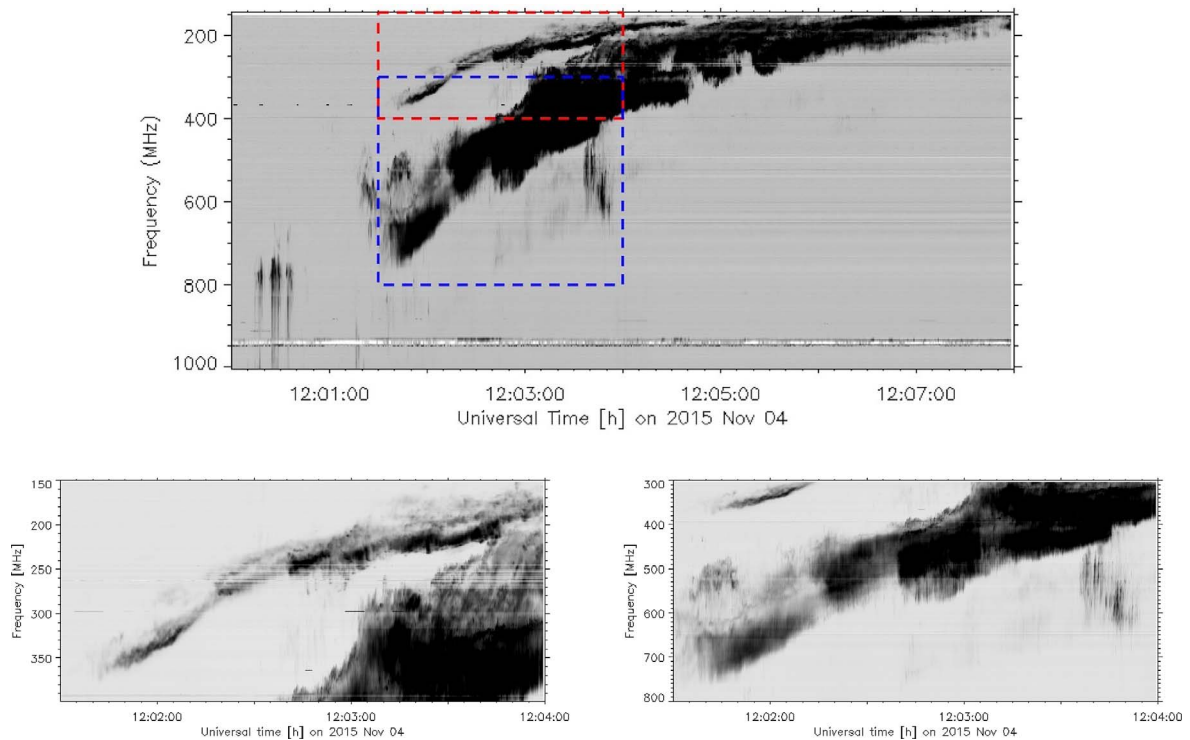 200
400
600
800
1000
Frequency (MHz)
12:01:00 12:03:00 12:05:00 12:07:00
Universal Time [h] on 2015 Nov 04
150
200
250
300
350
Frequency [MHz]
12:02:00 12:03:00 12:04:00
Universal time [h] on 2015 Nov 04
300
400
500
600
700
800
Frequency [MHz]
12:02:00 12:03:00 12:04:00
Universal time [h] on 2015 Nov 04